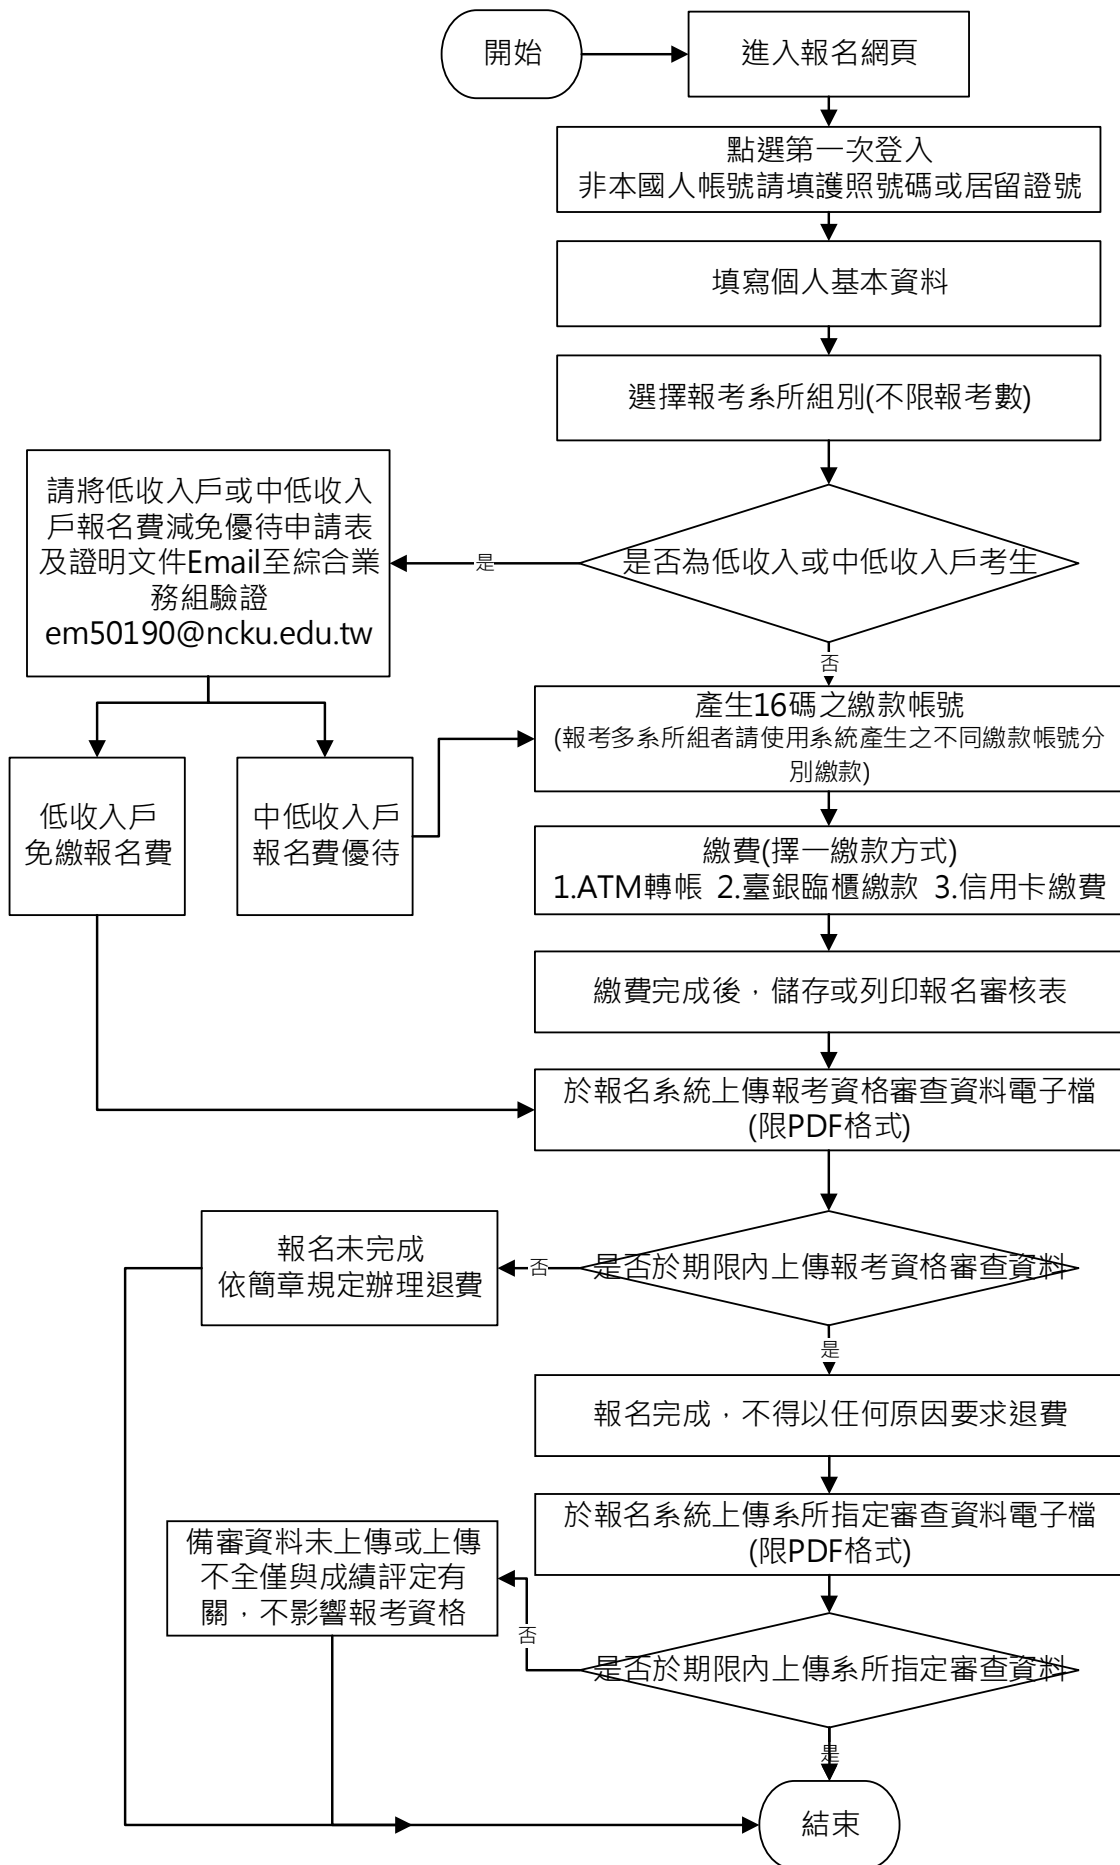 開始
進入報名網頁
點選第一次登入
非本國人帳號請填護照號碼或居留證號
填寫個人基本資料
選擇報考系所組別(不限報考數)
是否為低收入或中低收入戶考生
是
請將低收入戶或中低收入
戶報名費減免優待申請表
及證明文件Email至綜合業
務組驗證
em50190@ncku.edu.tw
否
低收入戶
免繳報名費
中低收入戶
報名費優待
產生16碼之繳款帳號
(報考多系所組者請使用系統產生之不同繳款帳號分
別繳款)
繳費(擇一繳款方式)
1.ATM轉帳 2.臺銀臨櫃繳款 3.信用卡繳費
繳費完成後，儲存或列印報名審核表
於報名系統上傳報考資格審查資料電子檔
(限PDF格式)
是否於期限內上傳報考資格審查資料
否
報名未完成
依簡章規定辦理退費
是
報名完成，不得以任何原因要求退費
於報名系統上傳系所指定審查資料電子檔
(限PDF格式)
備審資料未上傳或上傳
不全僅與成績評定有
關，不影響報考資格
否
是否於期限內上傳系所指定審查資料
是
結束